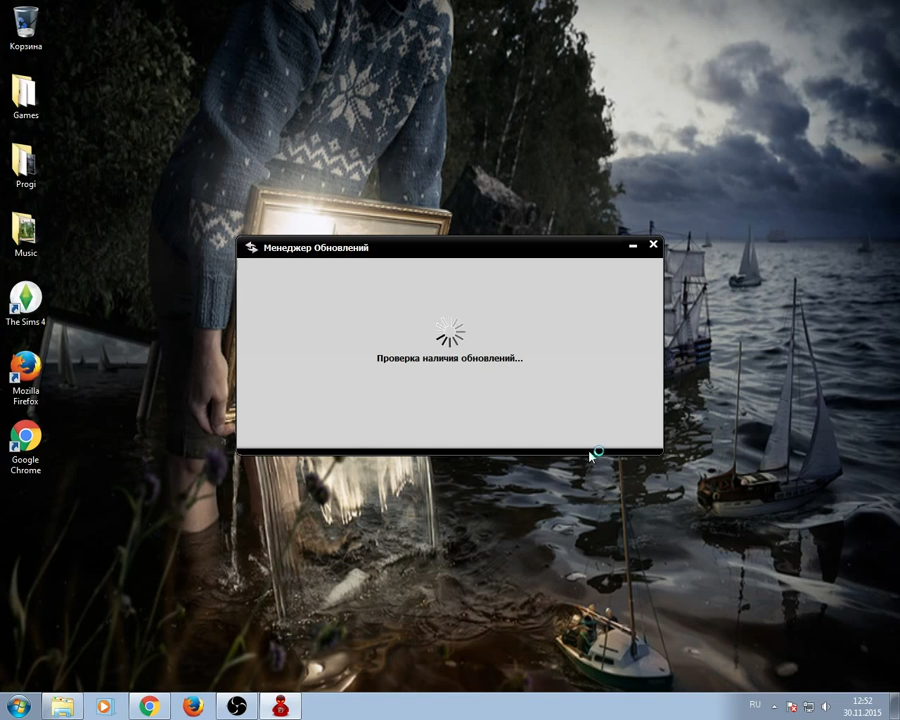 Корзина
Games
Progi
Music
The Sims 4
Mozilla
Firefox
Google
Chrome
Менеджер Обновлений
Проверка наличия обновлений...
RU
12:52
30.11.2015